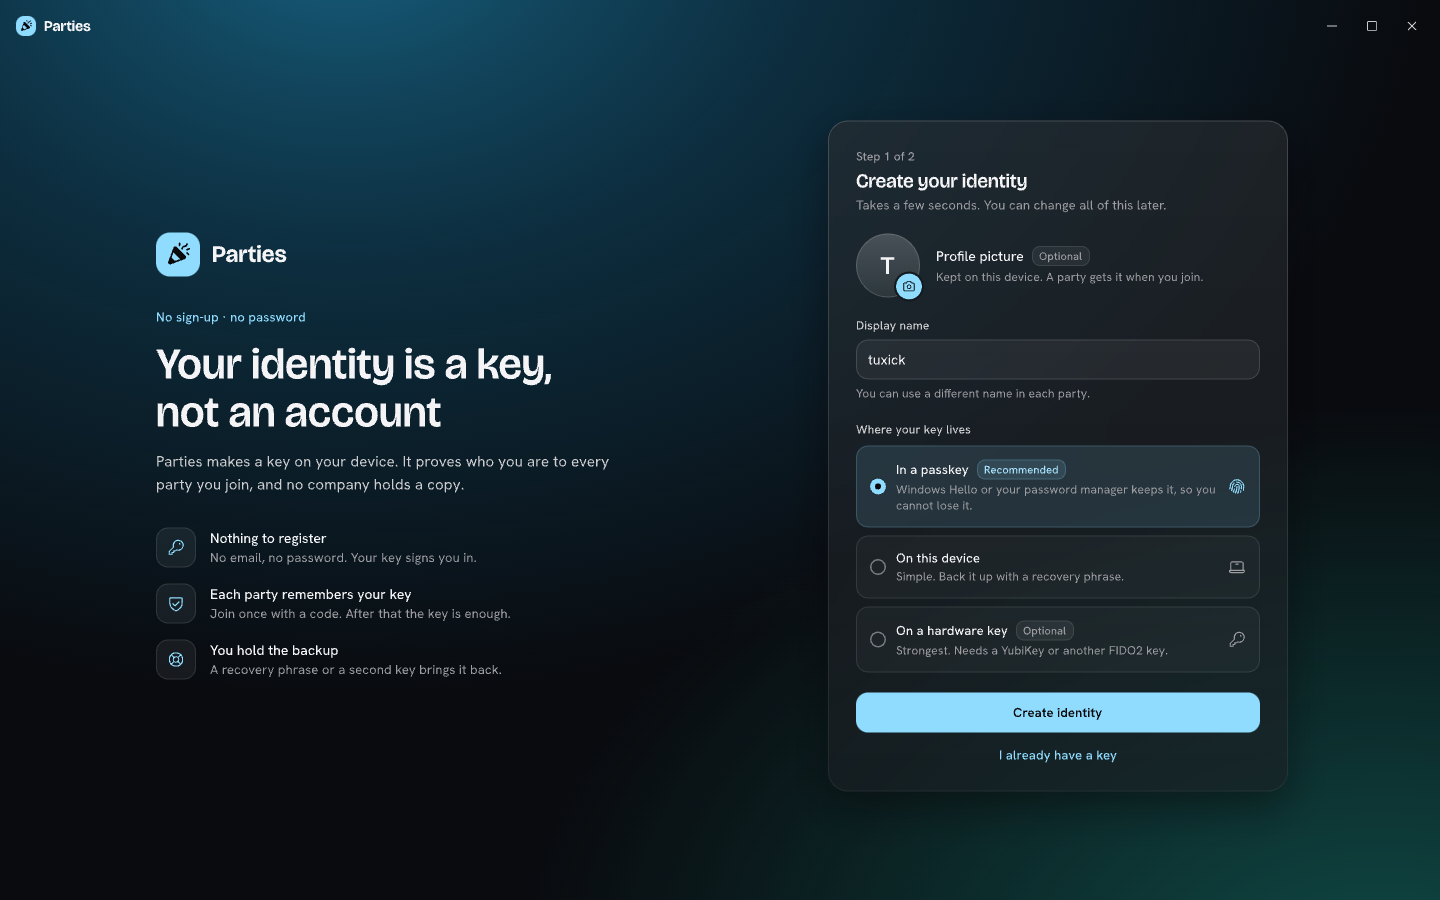 Parties
Parties
No sign-up · no password
Your identity is a key,
not an account
Parties makes a key on your device. It proves who you are to every
party you join, and no company holds a copy.
Nothing to register
No email, no password. Your key signs you in.
Each party remembers your key
Join once with a code. After that the key is enough.
You hold the backup
A recovery phrase or a second key brings it back.
Step 1 of 2
Create your identity
Takes a few seconds. You can change all of this later.
T
Profile picture Optional
Kept on this device. A party gets it when you join.
Display name
tuxick
You can use a different name in each party.
Where your key lives
In a passkey Recommended
Windows Hello or your password manager keeps it, so you
cannot lose it.
On this device
Simple. Back it up with a recovery phrase.
On a hardware key Optional
Strongest. Needs a YubiKey or another FIDO2 key.
Create identity
I already have a key